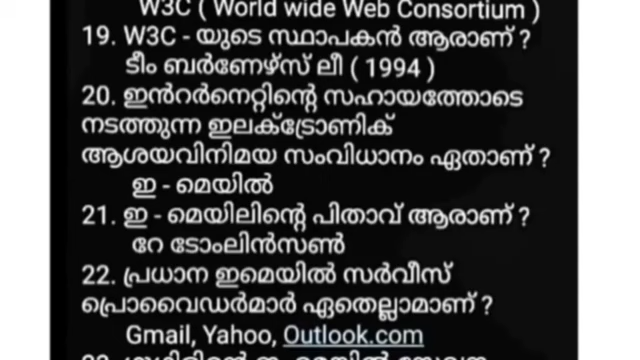 W3C ( World wide Web Consortium )
19. W3C - യുടെ സ്ഥാപകൻ ആരാണ് ?
ടീം ബർണേഴ്സ് ലീ ( 1994 )
20. ഇൻറർനെറ്റിന്റെ സഹായത്തോടെ
നടത്തുന്ന ഇലക്ട്രോണിക്
ആശയവിനിമയ സംവിധാനം ഏതാണ് ?
ഇ - മെയിൽ
21. ഇ - മെയിലിന്റെ പിതാവ് ആരാണ് ?
റേ ടോംലിൻസൺ
22. പ്രധാന ഇമെയിൽ സർവീസ്
പ്രൊവൈഡർമാർ ഏതെല്ലാമാണ് ?
Gmail, Yahoo, Outlook.com